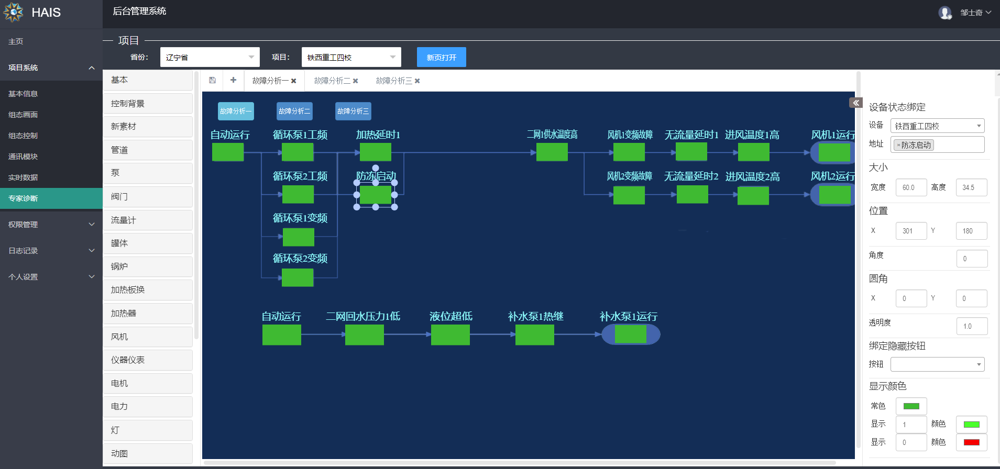 HAIS
后台管理系统
邹士奇
主页
项目系统
基本信息
组态画面
组态控制
通讯模块
实时数据
专家诊断
权限管理
日志记录
个人设置
项目
省份： 辽宁省 项目： 铁西重工四校 新页打开
基本
控制背景
新素材
管道
泵
阀门
流量计
罐体
锅炉
加热板换
加热器
风机
仪器仪表
电机
电力
灯
动图
故障分析一 故障分析二 故障分析三
故障分析一 故障分析二 故障分析三
自动运行 循环泵1工频 加热延时1 二网1供水温度高 风机1变频故障 无流量延时1 进风温度1高 风机1运行
循环泵2工频 防冻启动 风机2变频故障 无流量延时2 进风温度2高 风机2运行
循环泵1变频
循环泵2变频
自动运行 二网回水压力1低 液位超低 补水泵1热继 补水泵1运行
设备状态绑定
设备 铁西重工四校
地址 ×防冻启动
大小
宽度 60.0 高度 34.5
位置
X 301 Y 180
角度 0
圆角
X 0 Y 0
透明度 1.0
绑定隐藏按钮
按钮
显示颜色
常色
显示 1 颜色
显示 0 颜色